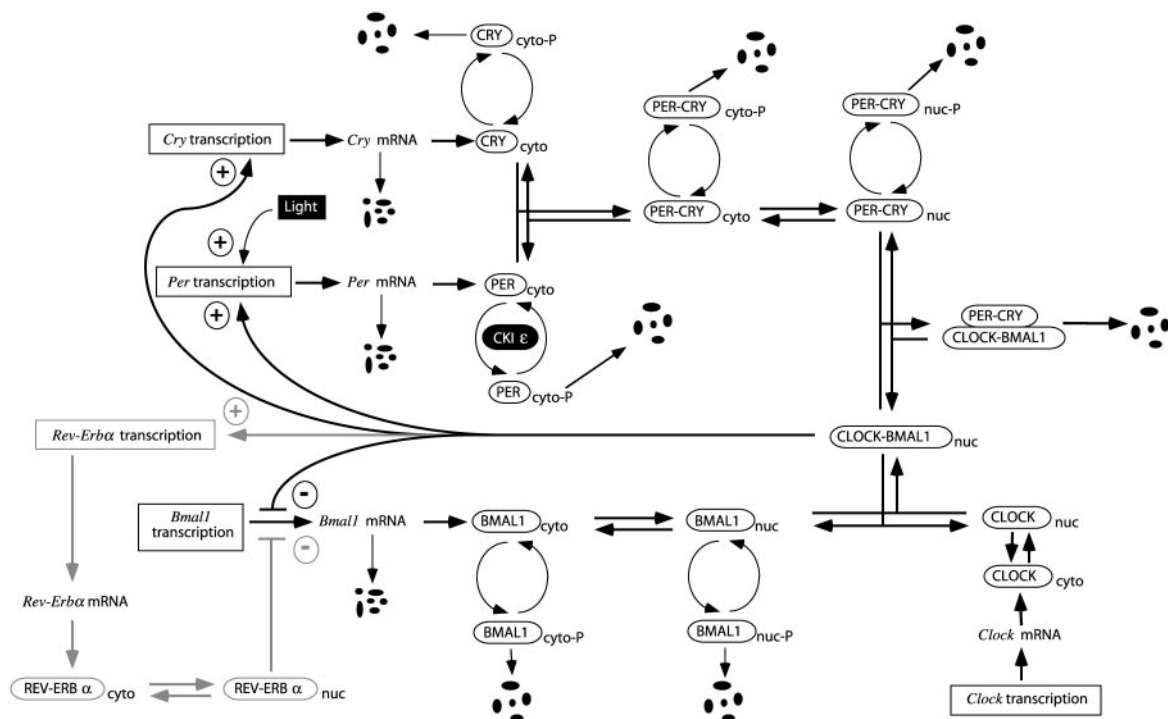 CRY cyto-P
PER-CRY cyto-P
PER-CRY nuc-P
Cry transcription
Cry mRNA
CRY cyto
+
Light
PER-CRY cyto
PER-CRY nuc
+
Per transcription
Per mRNA
PER cyto
+
CKI ε
PER-CRY
CLOCK-BMAL1
PER cyto-P
+
Rev-Erbα transcription
CLOCK-BMAL1 nuc
-
Bmal1
transcription
Bmal1 mRNA
BMAL1 cyto
BMAL1 nuc
CLOCK nuc
-
CLOCK cyto
Rev-Erbα mRNA
BMAL1 cyto-P
BMAL1 nuc-P
Clock mRNA
REV-ERB α cyto
REV-ERB α nuc
Clock transcription